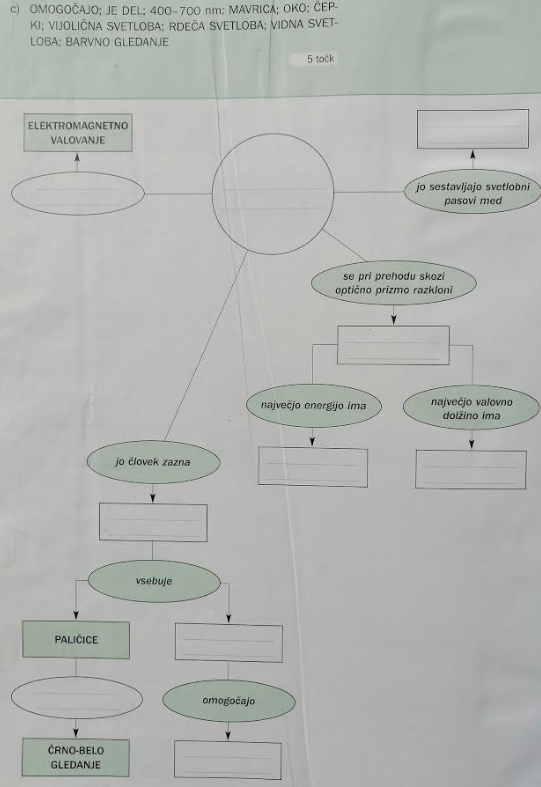 c) OMOGOČAJO; JE DEL; 400–700 nm; MAVRICA; OKO; ČEP-
KI; VIJOLIČNA SVETLOBA; RDEČA SVETLOBA; VIDNA SVET-
LOBA; BARVNO GLEDANJE
5 točk
ELEKTROMAGNETNO
VALOVANJE
jo sestavljajo svetlobni
pasovi med
se pri prehodu skozi
optično prizmo razkloni
največjo energijo ima
največjo valovno
dolžino ima
jo človek zazna
vsebuje
PALIČICE
omogočajo
ČRNO-BELO
GLEDANJE